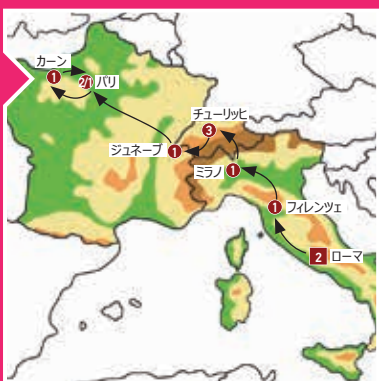 カーン
1
2/1 パリ
チューリッヒ
3
ジュネーブ 1
ミラノ 1
1 フィレンツェ
2 ローマ